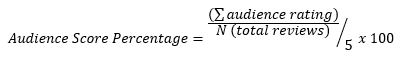 Audience Score Percentage = (∑ audience rating) / N (total reviews) / 5 x 100